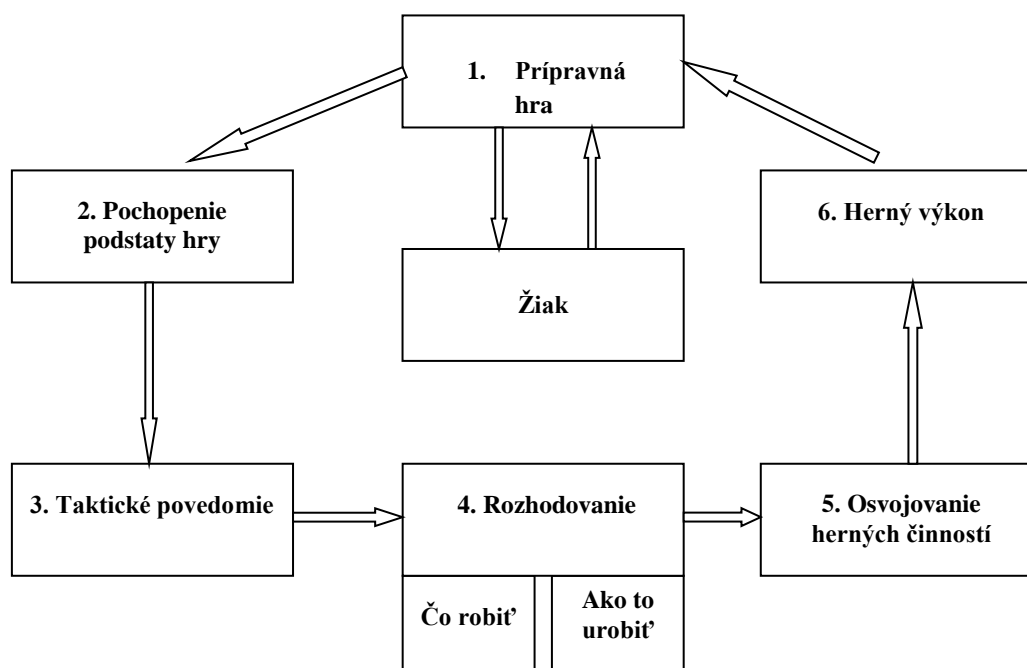 1. Prípravná
hra
2. Pochopenie
podstaty hry
6. Herný výkon
Žiak
3. Taktické povedomie
4. Rozhodovanie
5. Osvojovanie
herných činností
Čo robiť
Ako to
urobiť